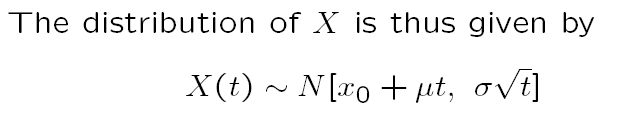 The distribution of X is thus given by
X(t) ∼ N[x₀ + μt, σ√t]